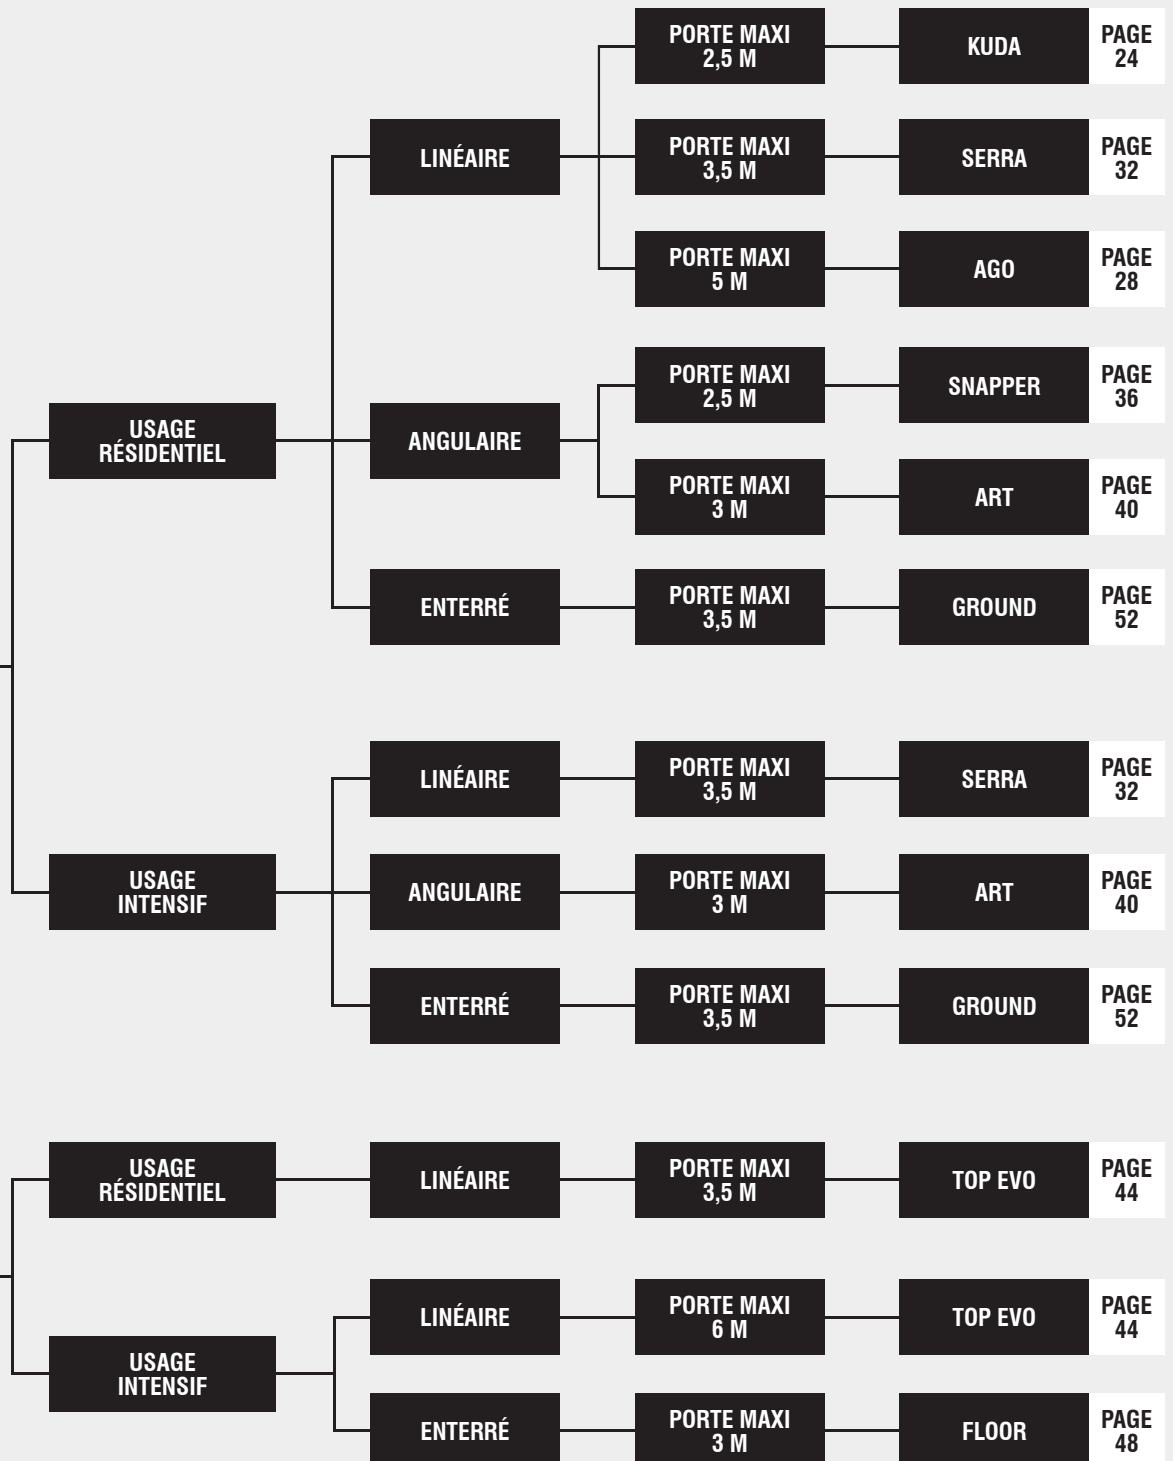 PORTE MAXI
2,5 M
KUDA
PAGE
24
LINÉAIRE
PORTE MAXI
3,5 M
SERRA
PAGE
32
PORTE MAXI
5 M
AGO
PAGE
28
USAGE
RÉSIDENTIEL
ANGULAIRE
PORTE MAXI
2,5 M
SNAPPER
PAGE
36
PORTE MAXI
3 M
ART
PAGE
40
ENTERRÉ
PORTE MAXI
3,5 M
GROUND
PAGE
52
USAGE
INTENSIF
LINÉAIRE
PORTE MAXI
3,5 M
SERRA
PAGE
32
ANGULAIRE
PORTE MAXI
3 M
ART
PAGE
40
ENTERRÉ
PORTE MAXI
3,5 M
GROUND
PAGE
52
USAGE
RÉSIDENTIEL
LINÉAIRE
PORTE MAXI
3,5 M
TOP EVO
PAGE
44
USAGE
INTENSIF
LINÉAIRE
PORTE MAXI
6 M
TOP EVO
PAGE
44
ENTERRÉ
PORTE MAXI
3 M
FLOOR
PAGE
48